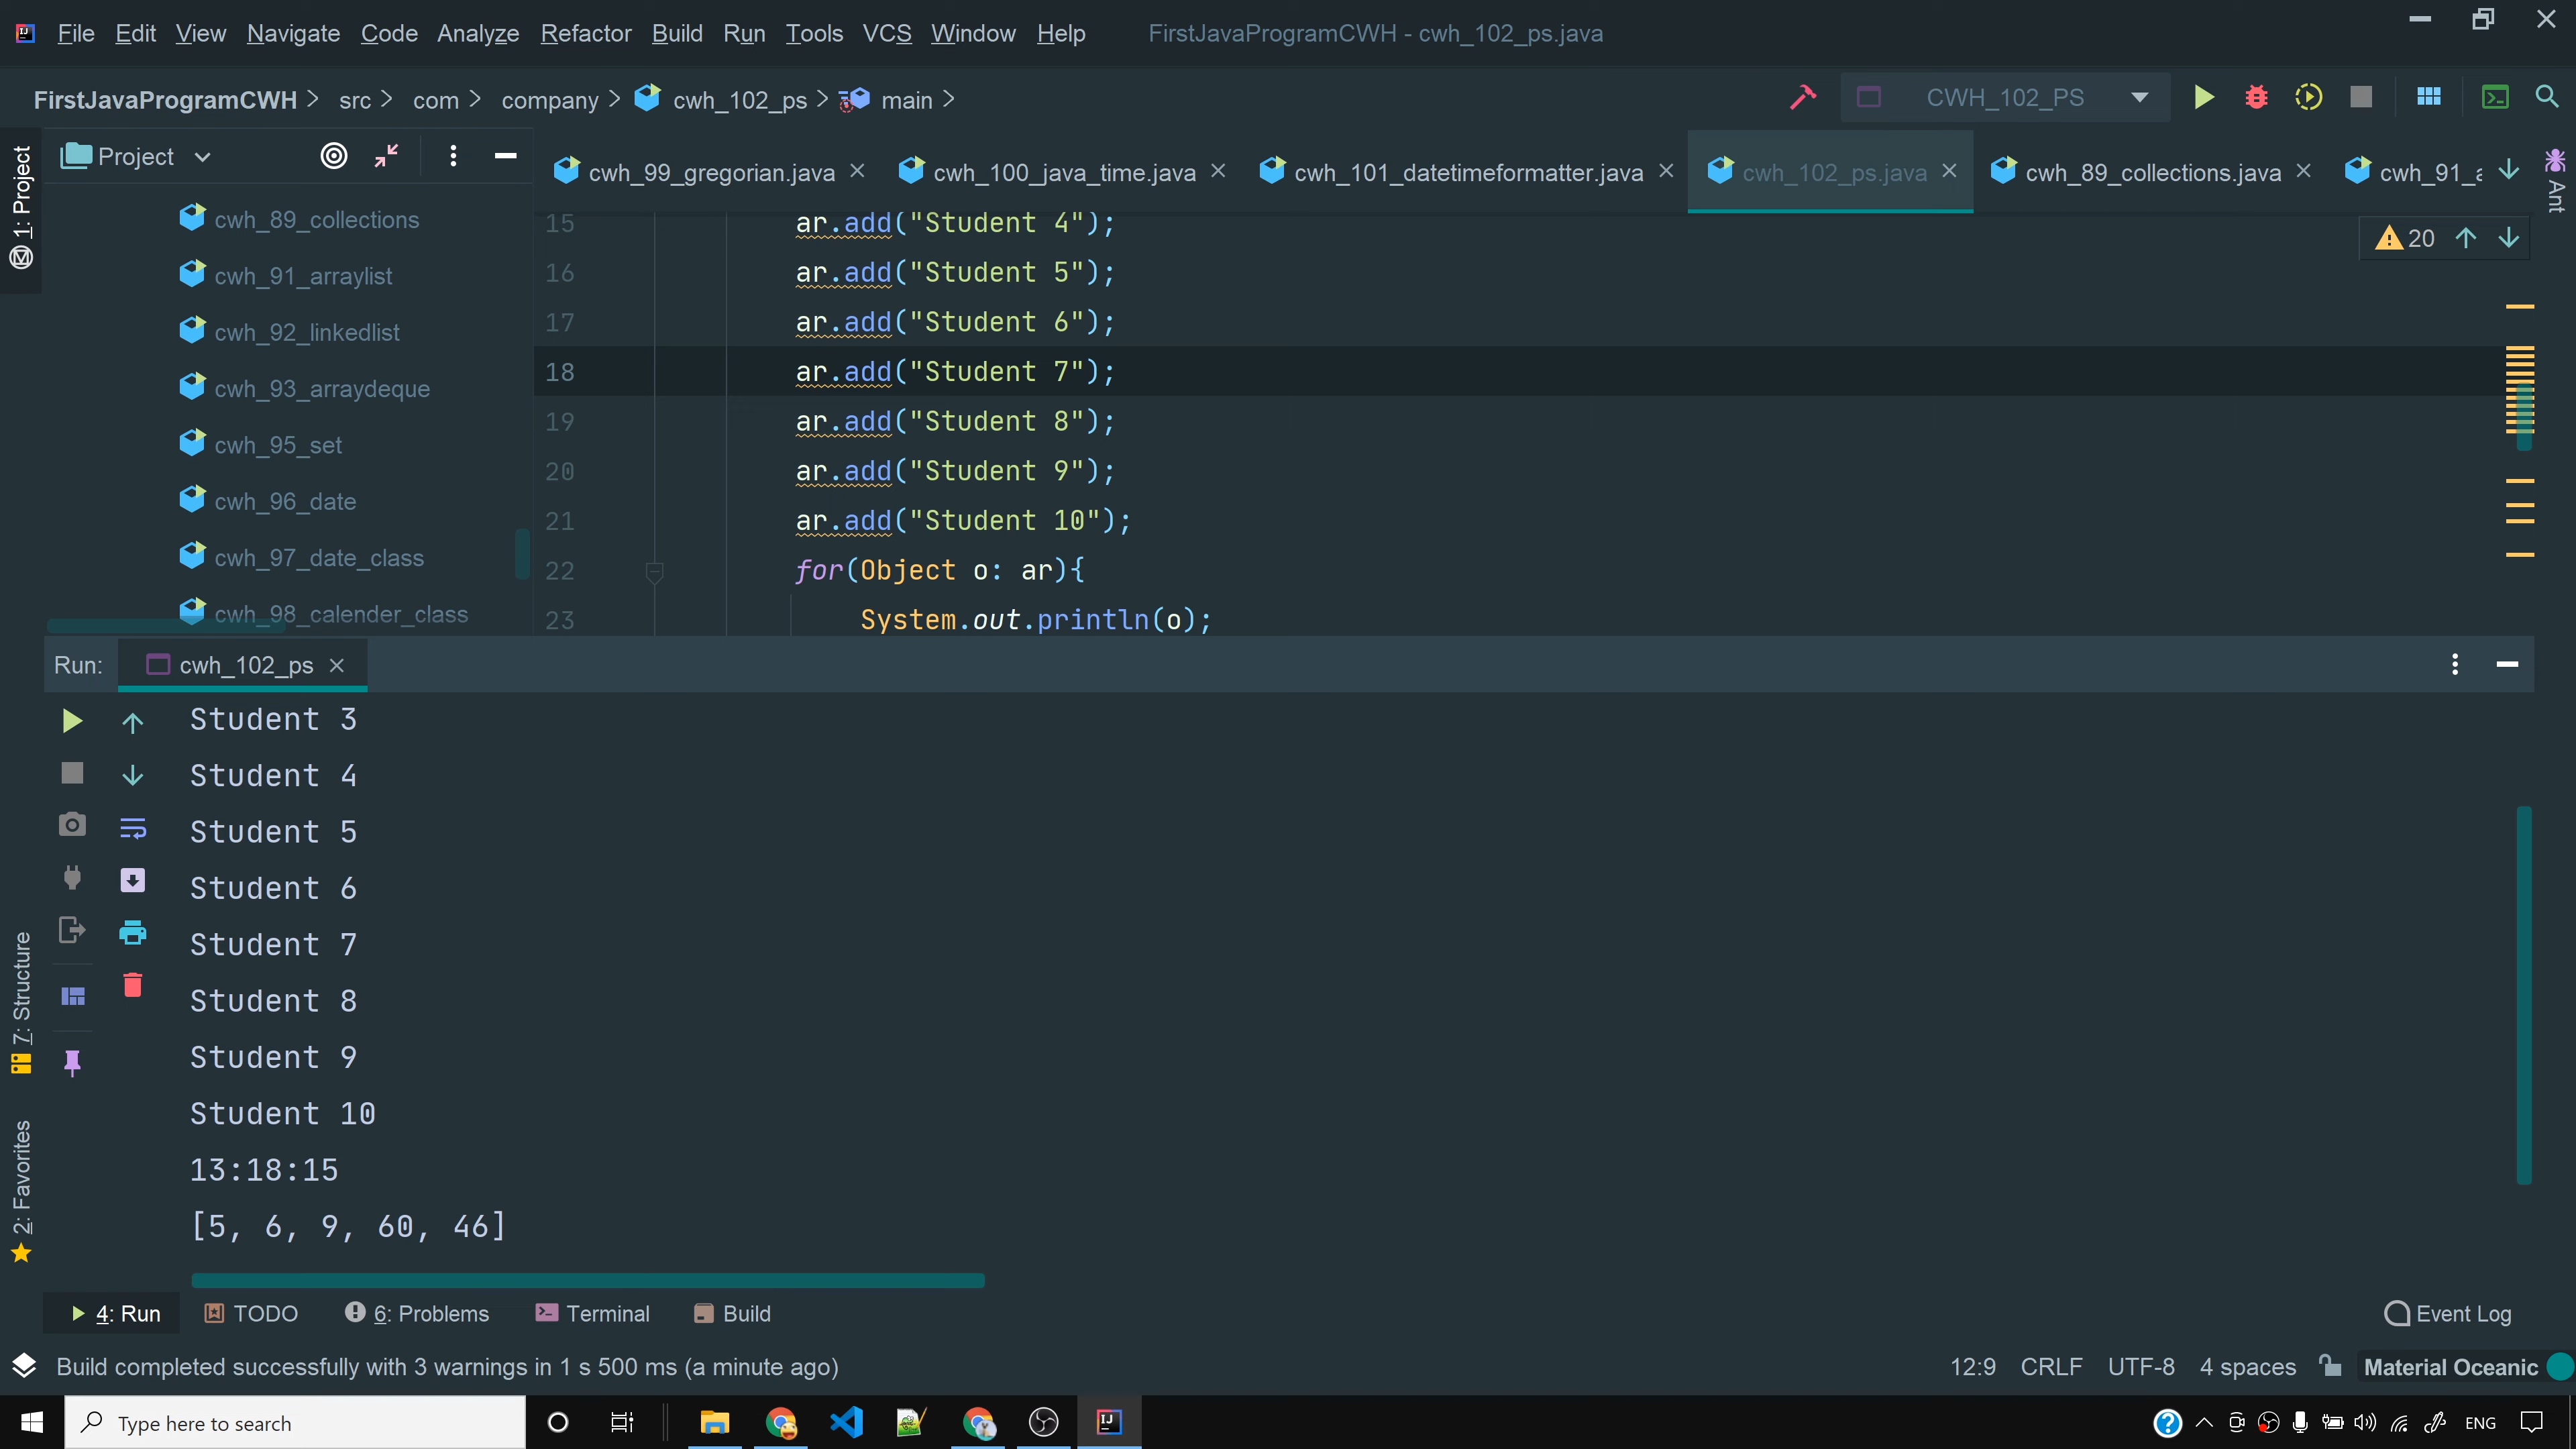 File Edit View Navigate Code Analyze Refactor Build Run Tools VCS Window Help FirstJavaProgramCWH - cwh_102_ps.java
FirstJavaProgramCWH > src > com > company > cwh_102_ps > main >
CWH_102_PS
1: Project
Project
cwh_99_gregorian.java
cwh_100_java_time.java
cwh_101_datetimeformatter.java
cwh_102_ps.java
cwh_89_collections.java
cwh_91_a
Ant
cwh_89_collections
cwh_91_arraylist
cwh_92_linkedlist
cwh_93_arraydeque
cwh_95_set
cwh_96_date
cwh_97_date_class
cwh_98_calender_class
20
15 ar.add("Student 4");
16 ar.add("Student 5");
17 ar.add("Student 6");
18 ar.add("Student 7");
19 ar.add("Student 8");
20 ar.add("Student 9");
21 ar.add("Student 10");
22 for(Object o: ar){
23 System.out.println(o);
Run: cwh_102_ps
Student 3
Student 4
Student 5
Student 6
Student 7
Student 8
Student 9
Student 10
13:18:15
[5, 6, 9, 60, 46]
7: Structure
2: Favorites
4: Run TODO 6: Problems Terminal Build Event Log
Build completed successfully with 3 warnings in 1 s 500 ms (a minute ago) 12:9 CRLF UTF-8 4 spaces Material Oceanic
Type here to search
ENG